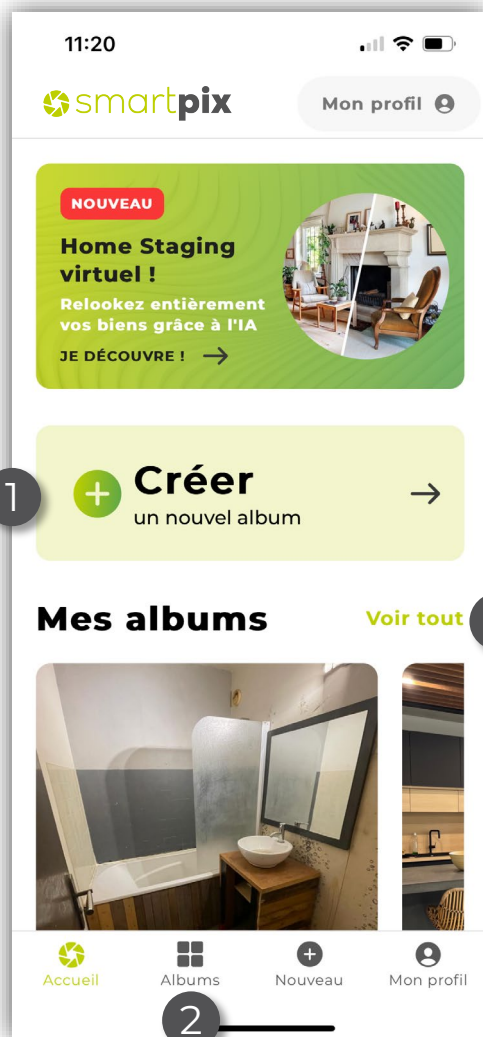 11:20
smartpix
Mon profil
NOUVEAU
Home Staging
virtuel !
Relookez entièrement
vos biens grâce à l'IA
JE DÉCOUVRE !
1
Créer
un nouvel album
Mes albums
Voir tout
Accueil
Albums
Nouveau
Mon profil
2